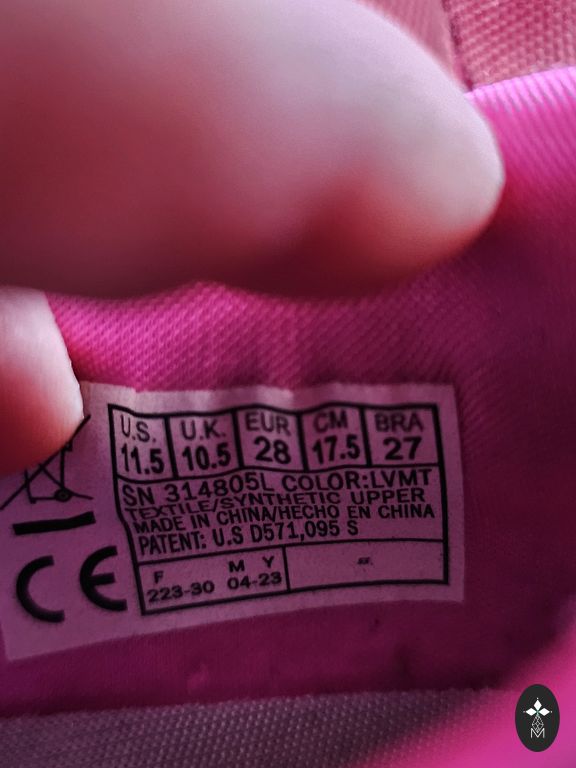 U.S. U.K. EUR CM BRA
11.5 10.5 28 17.5 27
SN 314805L COLOR:LVMT
TEXTILE/SYNTHETIC UPPER
MADE IN CHINA/HECHO EN CHINA
PATENT: U.S D571,095 S
F M Y
223-30 04-23
CE
M